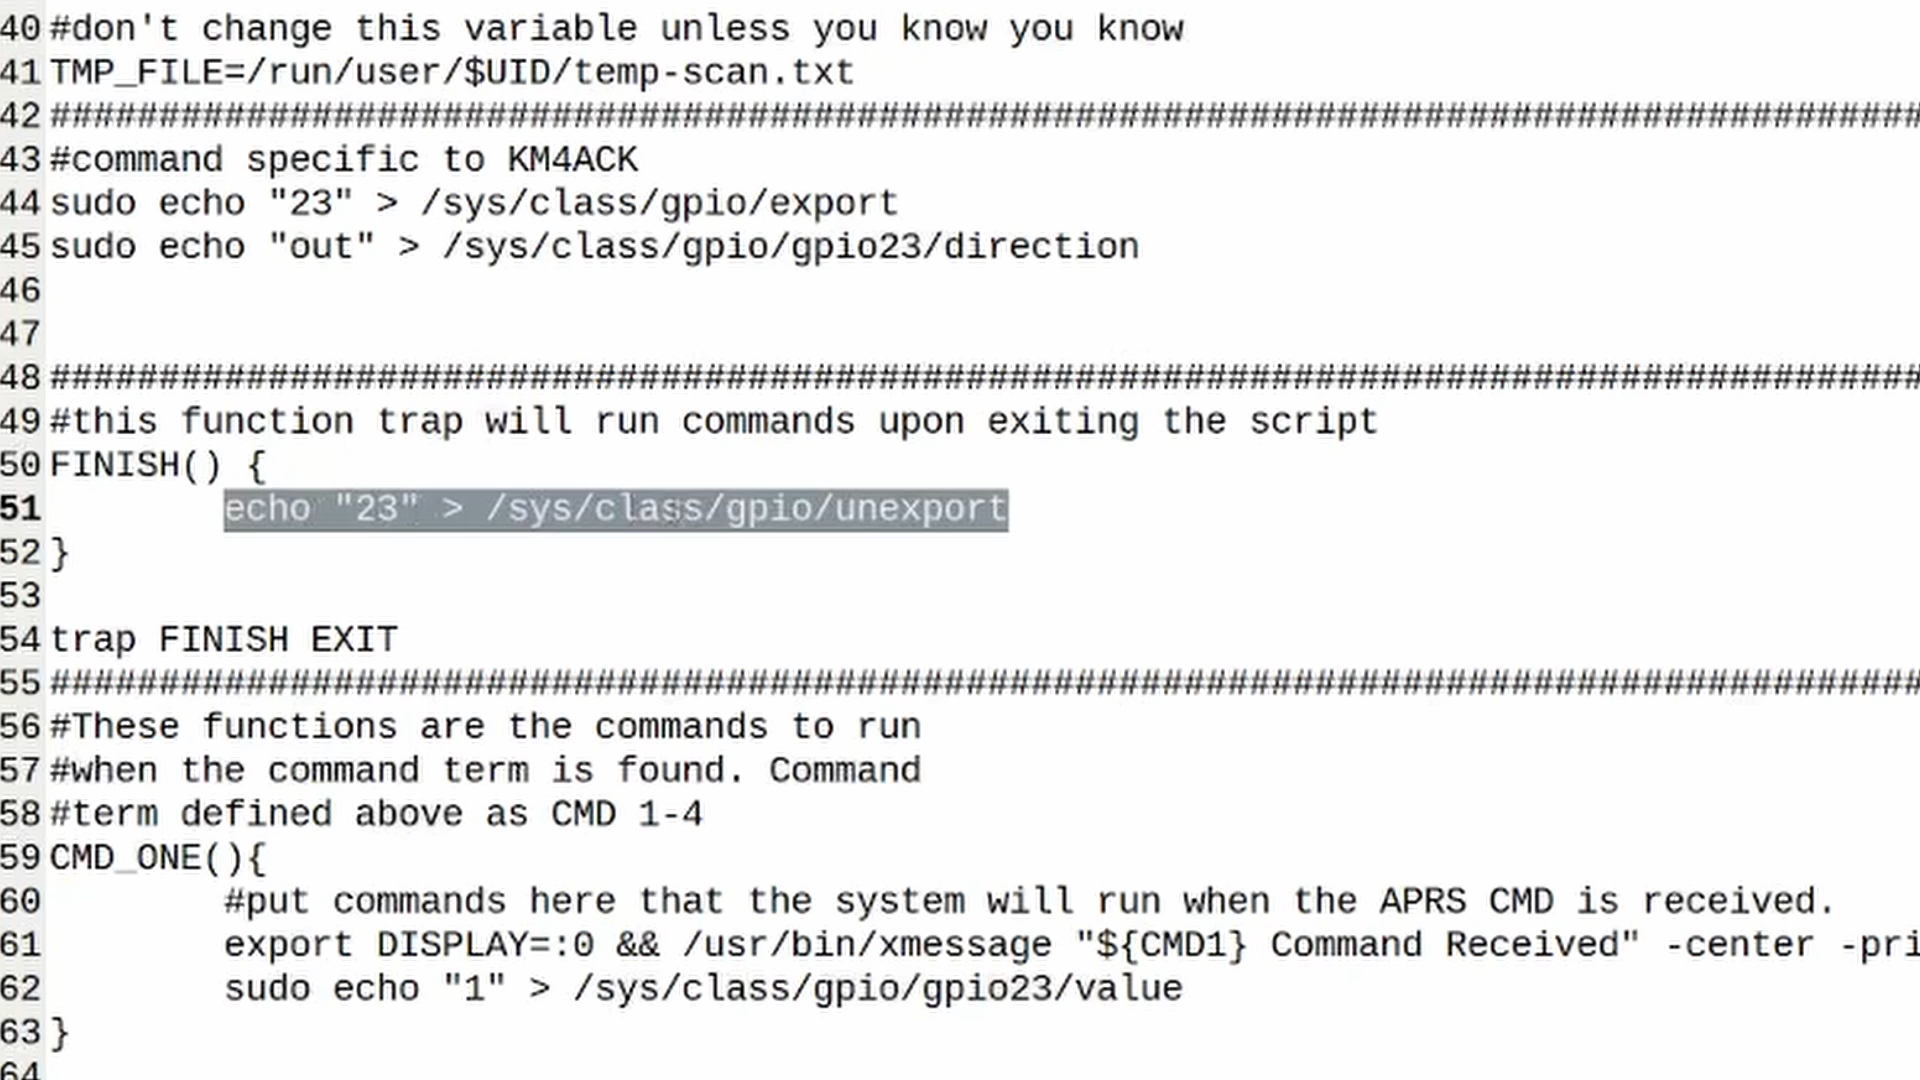 40 #don't change this variable unless you know you know
41 TMP_FILE=/run/user/$UID/temp-scan.txt
42 ######################################################################################
43 #command specific to KM4ACK
44 sudo echo "23" > /sys/class/gpio/export
45 sudo echo "out" > /sys/class/gpio/gpio23/direction
46
47
48 ######################################################################################
49 #this function trap will run commands upon exiting the script
50 FINISH() {
51 echo "23" > /sys/class/gpio/unexport
52 }
53
54 trap FINISH EXIT
55 ######################################################################################
56 #These functions are the commands to run
57 #when the command term is found. Command
58 #term defined above as CMD 1-4
59 CMD_ONE(){
60 #put commands here that the system will run when the APRS CMD is received.
61 export DISPLAY=:0 && /usr/bin/xmessage "${CMD1} Command Received" -center -pri
62 sudo echo "1" > /sys/class/gpio/gpio23/value
63 }
64